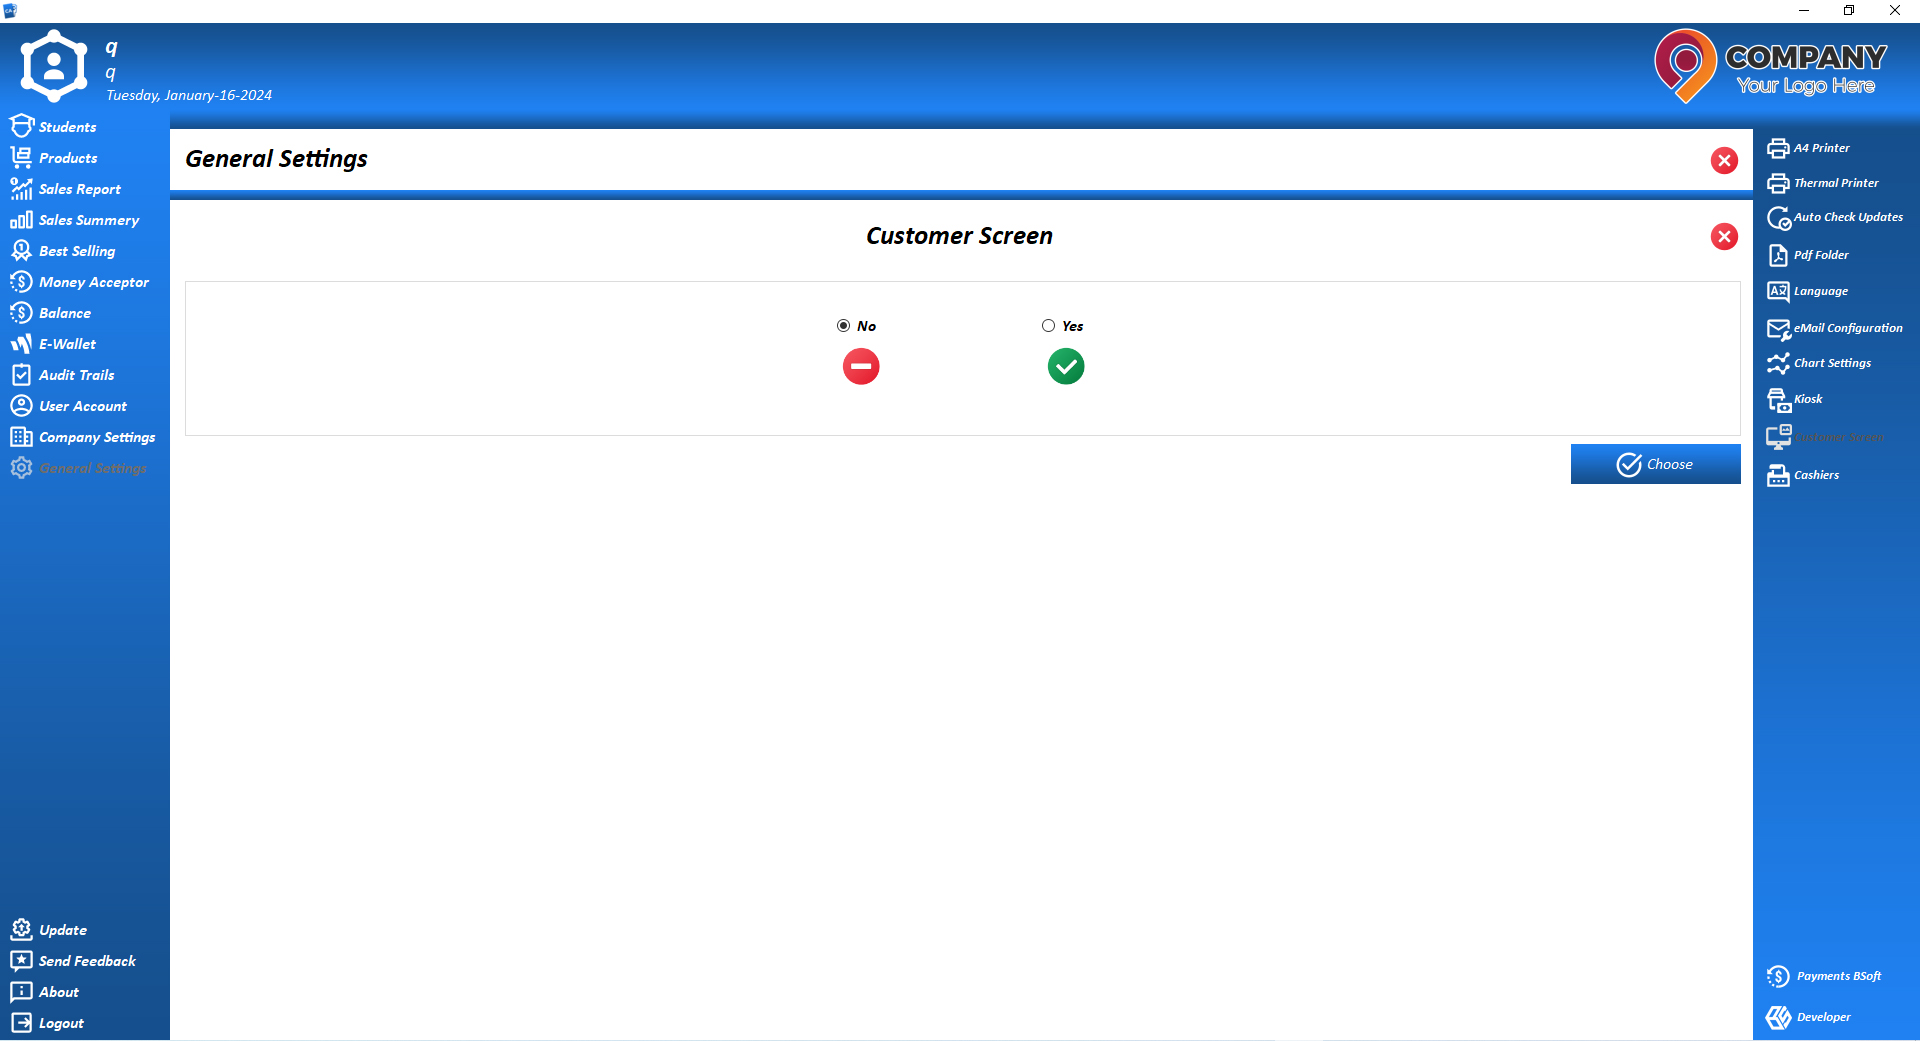 q
q
Tuesday, January-16-2024
COMPANY
Your Logo Here
Students
Products
Sales Report
Sales Summery
Best Selling
Money Acceptor
Balance
E-Wallet
Audit Trails
User Account
Company Settings
General Settings
Update
Send Feedback
About
Logout
General Settings
Customer Screen
No
Yes
Choose
A4 Printer
Thermal Printer
Auto Check Updates
Pdf Folder
Language
eMail Configuration
Chart Settings
Kiosk
Customer Screen
Cashiers
Payments BSoft
Developer